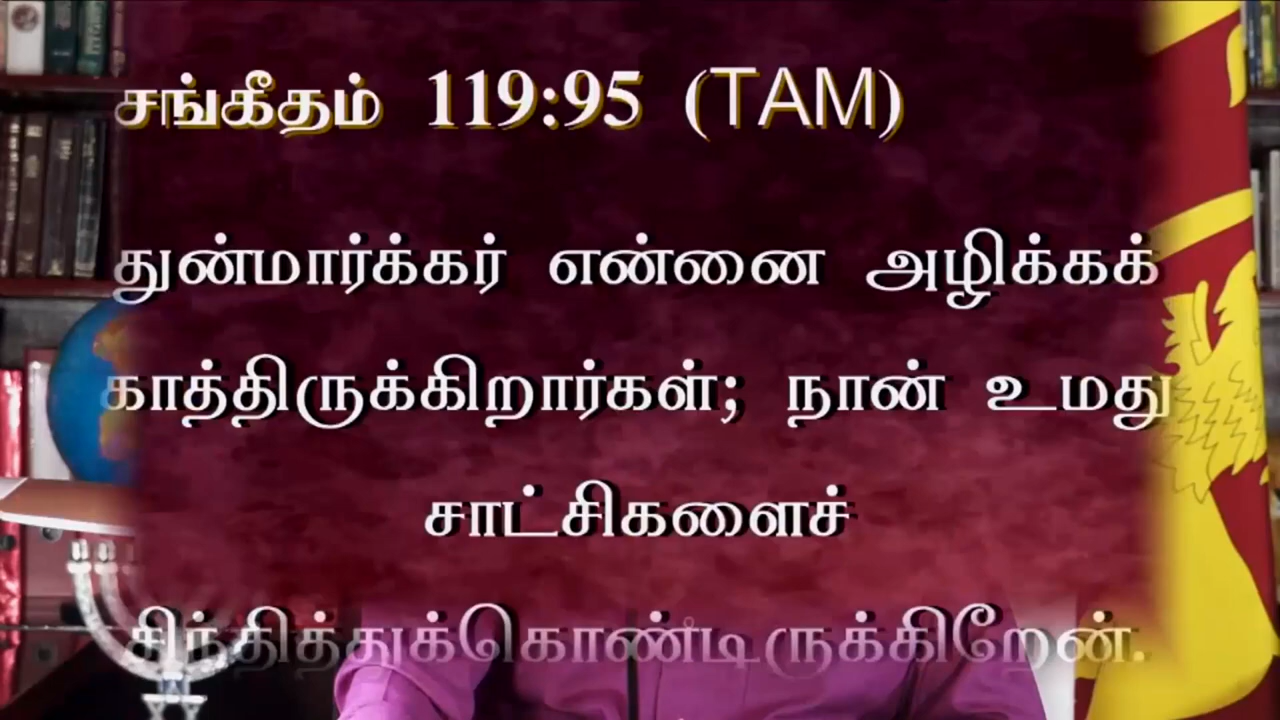 சங்கீதம் 119:95 (TAM)
துன்மார்க்கர் என்னை அழிக்கக்
காத்திருக்கிறார்கள்; நான் உமது
சாட்சிகளைச்
சிந்தித்துக்கொண்டிருக்கிறேன்.